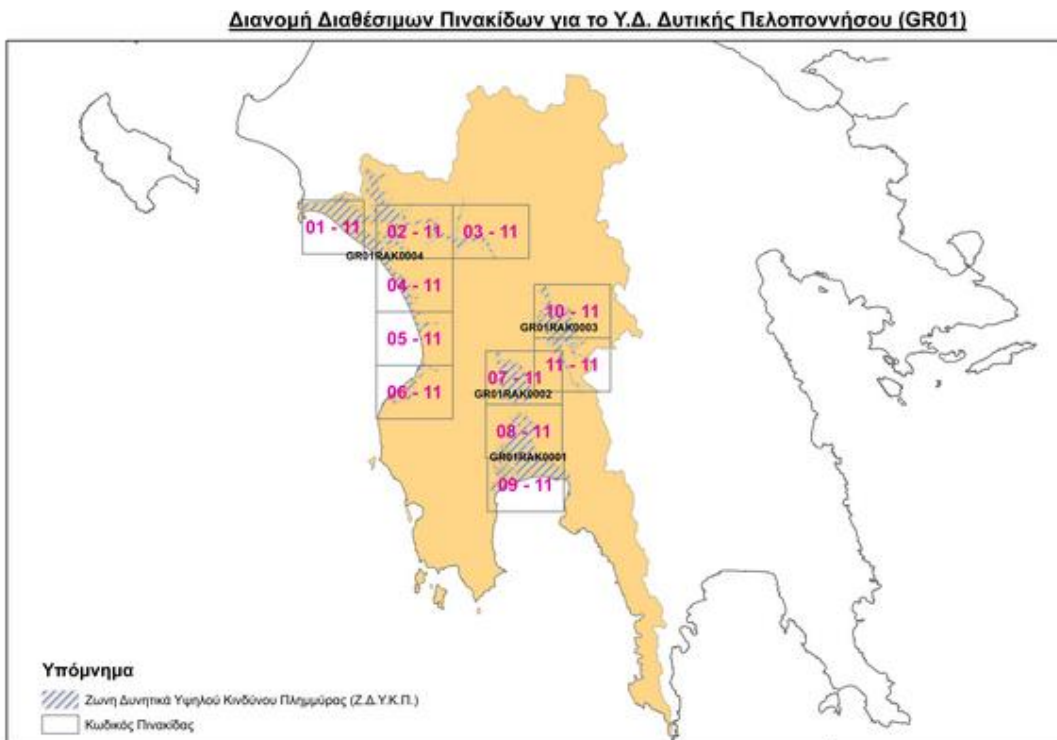 Διανομή Διαθέσιμων Πινακίδων για το Υ.Δ. Δυτικής Πελοποννήσου (GR01)
01 - 11
02 - 11
03 - 11
GR01RAK0004
04 - 11
10 - 11
GR01RAK0003
05 - 11
11 - 11
07 - 11
06 - 11
GR01RAK0002
08 - 11
GR01RAK0001
09 - 11
Υπόμνημα
Ζωνη Δυνητικά Υψηλού Κινδύνου Πλημμύρας (Ζ.Δ.Υ.Κ.Π.)
Κωδικός Πινακίδας